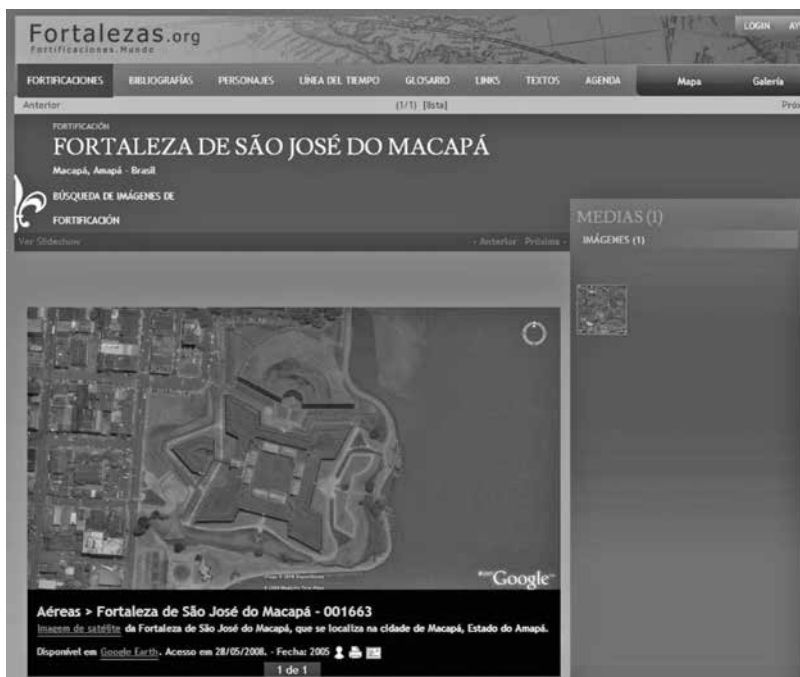 Fortalezas.org
Fortificaciones.Mundo
LOGIN
FORTIFICACIONES BIBLIOGRAFÍAS PERSONAJES LÍNEA DEL TIEMPO GLOSARIO LINKS TEXTOS AGENDA Mapa Galería
Anterior (1/1) [lista]
FORTIFICACIÓN
FORTALEZA DE SÃO JOSÉ DO MACAPÁ
Macapá, Amapá - Brasil
BÚSQUEDA DE IMÁGENES DE
FORTIFICACIÓN
MEDIAS (1)
IMÁGENES (1)
Ver Slideshow ‹ Anterior Próxima ›
Google
Aéreas > Fortaleza de São José do Macapá - 001663
Imagem de satélite da Fortaleza de São José do Macapá, que se localiza na cidade de Macapá, Estado do Amapá.
Disponível em Google Earth. Acesso em 28/05/2008. - Fecha: 2005
1 de 1